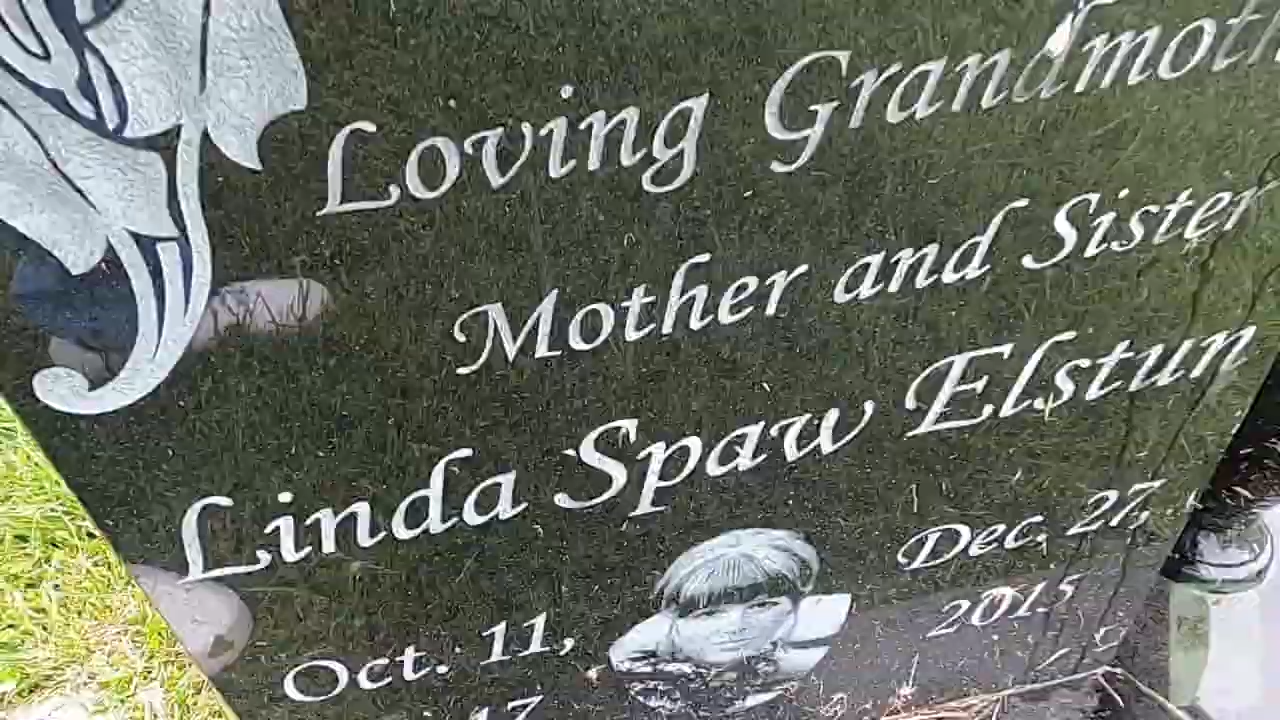 Loving Grandmoth
Mother and Sister
Linda Spaw Elstun
Oct. 11,
Dec. 27,
2015